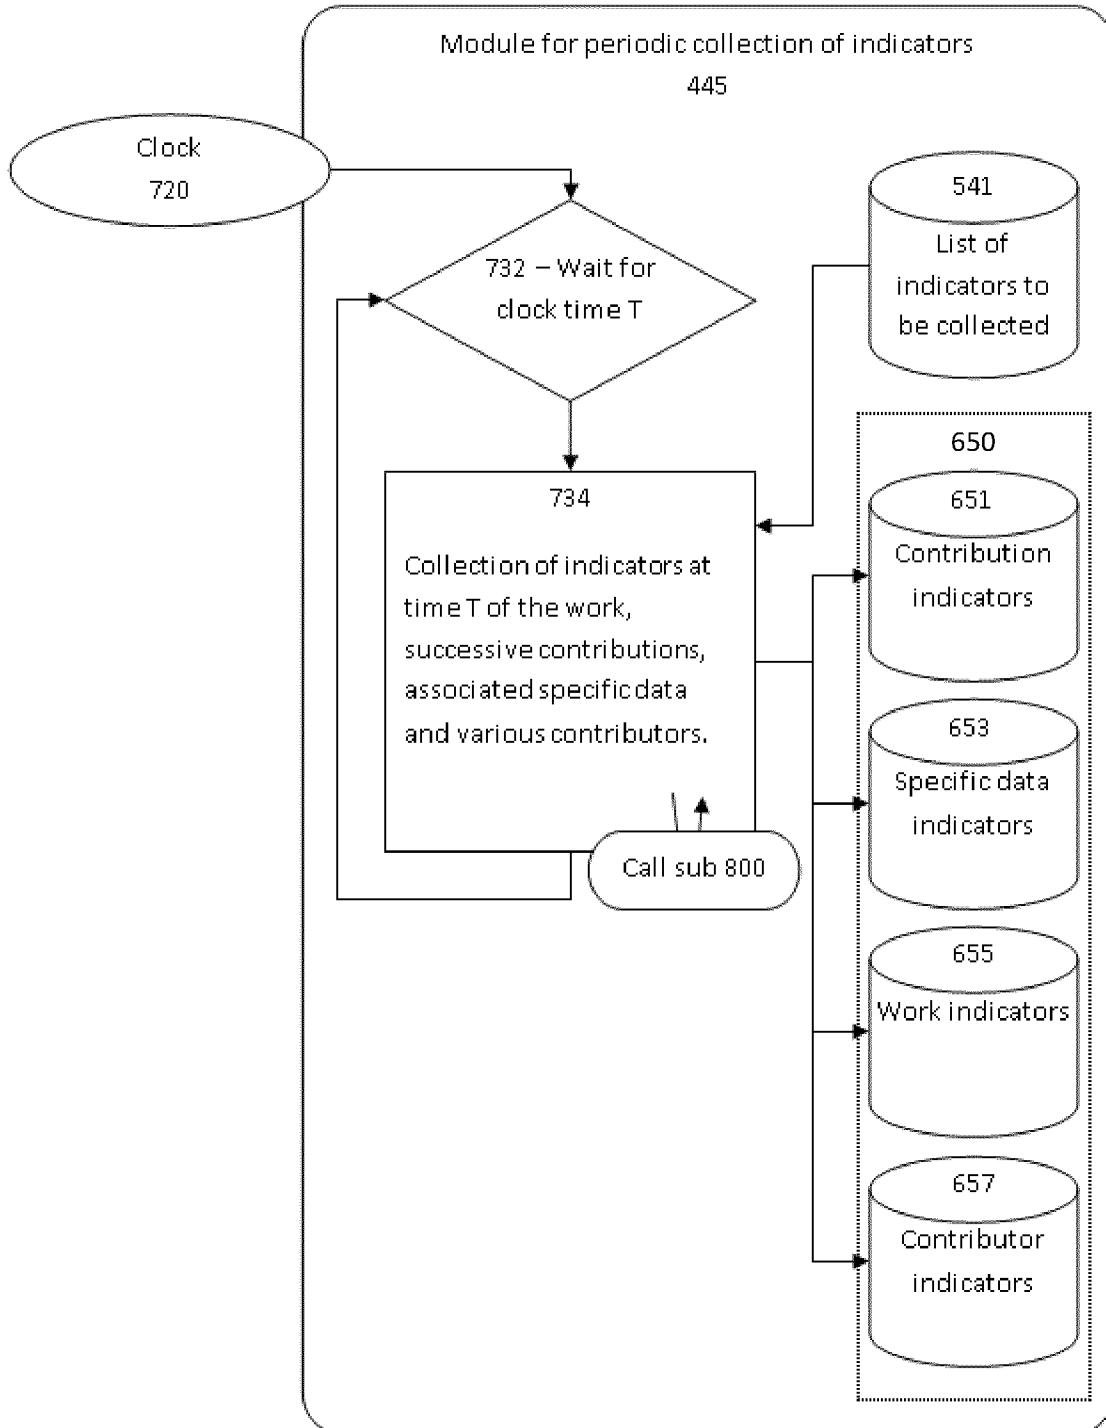 Module for periodic collection of indicators
445
Clock
720
541
List of
indicators to
be collected
732 – Wait for
clock time T
650
651
Contribution
indicators
734
Collection of indicators at
time T of the work,
successive contributions,
associated specific data
and various contributors.
653
Specific data
indicators
Call sub 800
655
Work indicators
657
Contributor
indicators